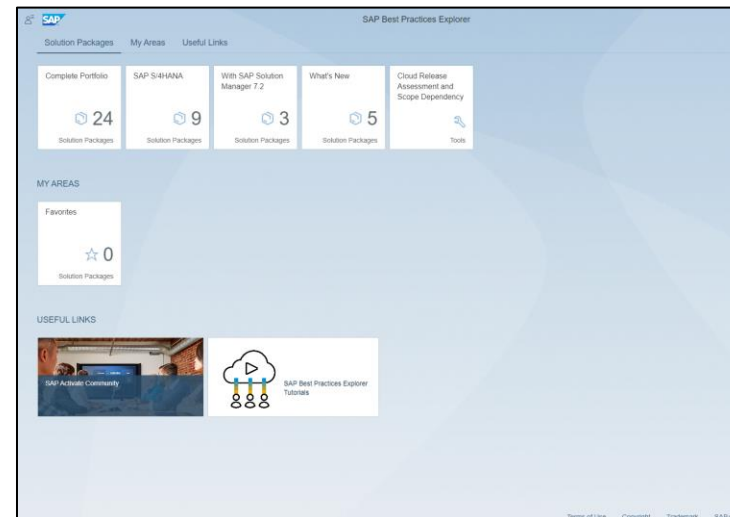 SAP
SAP Best Practices Explorer
Solution Packages
My Areas
Useful Links
Complete Portfolio
24
Solution Packages
SAP S/4HANA
9
Solution Packages
With SAP Solution
Manager 7.2
3
Solution Packages
What's New
5
Solution Packages
Cloud Release
Assessment and
Scope Dependency
Tools
MY AREAS
Favorites
0
Solution Packages
USEFUL LINKS
SAP Activate Community
SAP Best Practices Explorer
Tutorials
Terms of Use
Copyright
Trademark
SAP